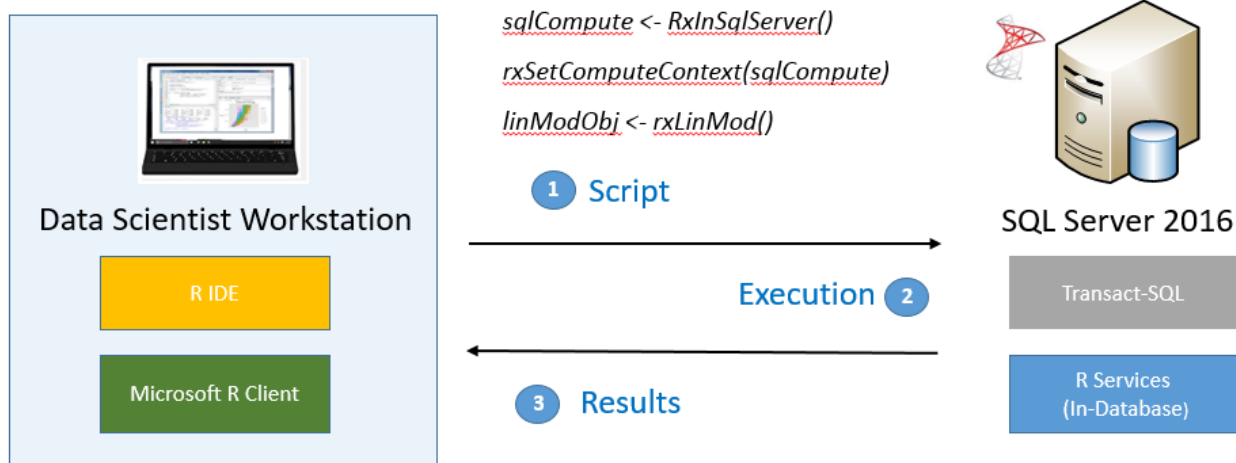 sqlCompute <- RxInSqlServer()
rxSetComputeContext(sqlCompute)
linModObj <- rxLinMod()
1 Script
Data Scientist Workstation
SQL Server 2016
R IDE
Execution 2
Transact-SQL
Microsoft R Client
3 Results
R Services
(In-Database)